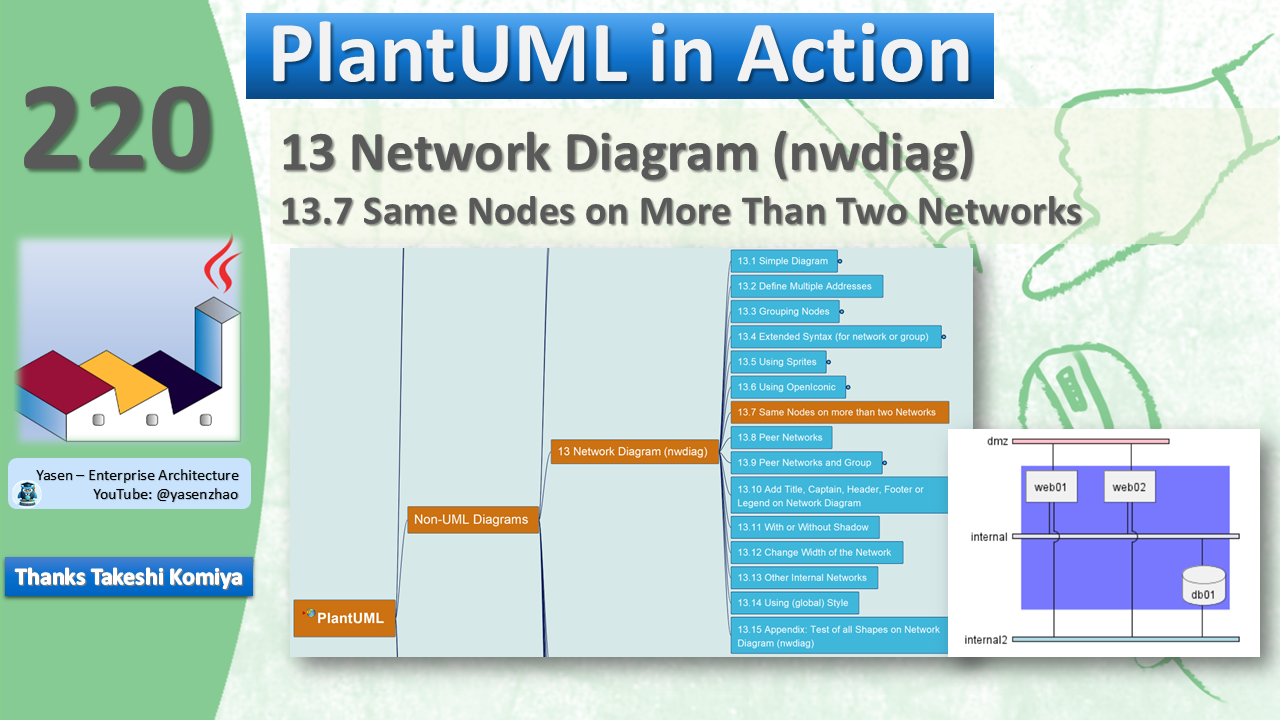 PlantUML in Action
220
13 Network Diagram (nwdiag)
13.7 Same Nodes on More Than Two Networks
Yasen – Enterprise Architecture
YouTube: @yasenzhao
Thanks Takeshi Komiya
PlantUML
Non-UML Diagrams
13 Network Diagram (nwdiag)
13.1 Simple Diagram
13.2 Define Multiple Addresses
13.3 Grouping Nodes
13.4 Extended Syntax (for network or group)
13.5 Using Sprites
13.6 Using OpenIconic
13.7 Same Nodes on more than two Networks
13.8 Peer Networks
13.9 Peer Networks and Group
13.10 Add Title, Captain, Header, Footer or
Legend on Network Diagram
13.11 With or Without Shadow
13.12 Change Width of the Network
13.13 Other Internal Networks
13.14 Using (global) Style
13.15 Appendix: Test of all Shapes on Network
Diagram (nwdiag)
dmz
web01
web02
internal
db01
internal2